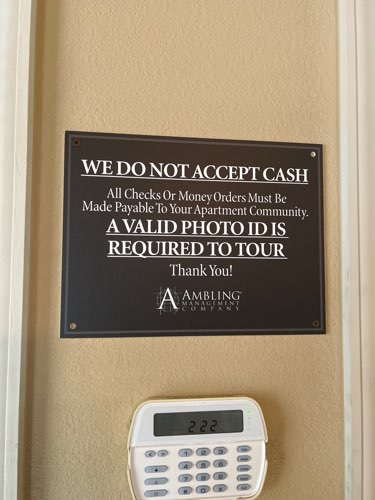 WE DO NOT ACCEPT CASH
All Checks Or Money Orders Must Be
Made Payable To Your Apartment Community.
A VALID PHOTO ID IS
REQUIRED TO TOUR
Thank You!
A AMBLING
MANAGEMENT
COMPANY
222